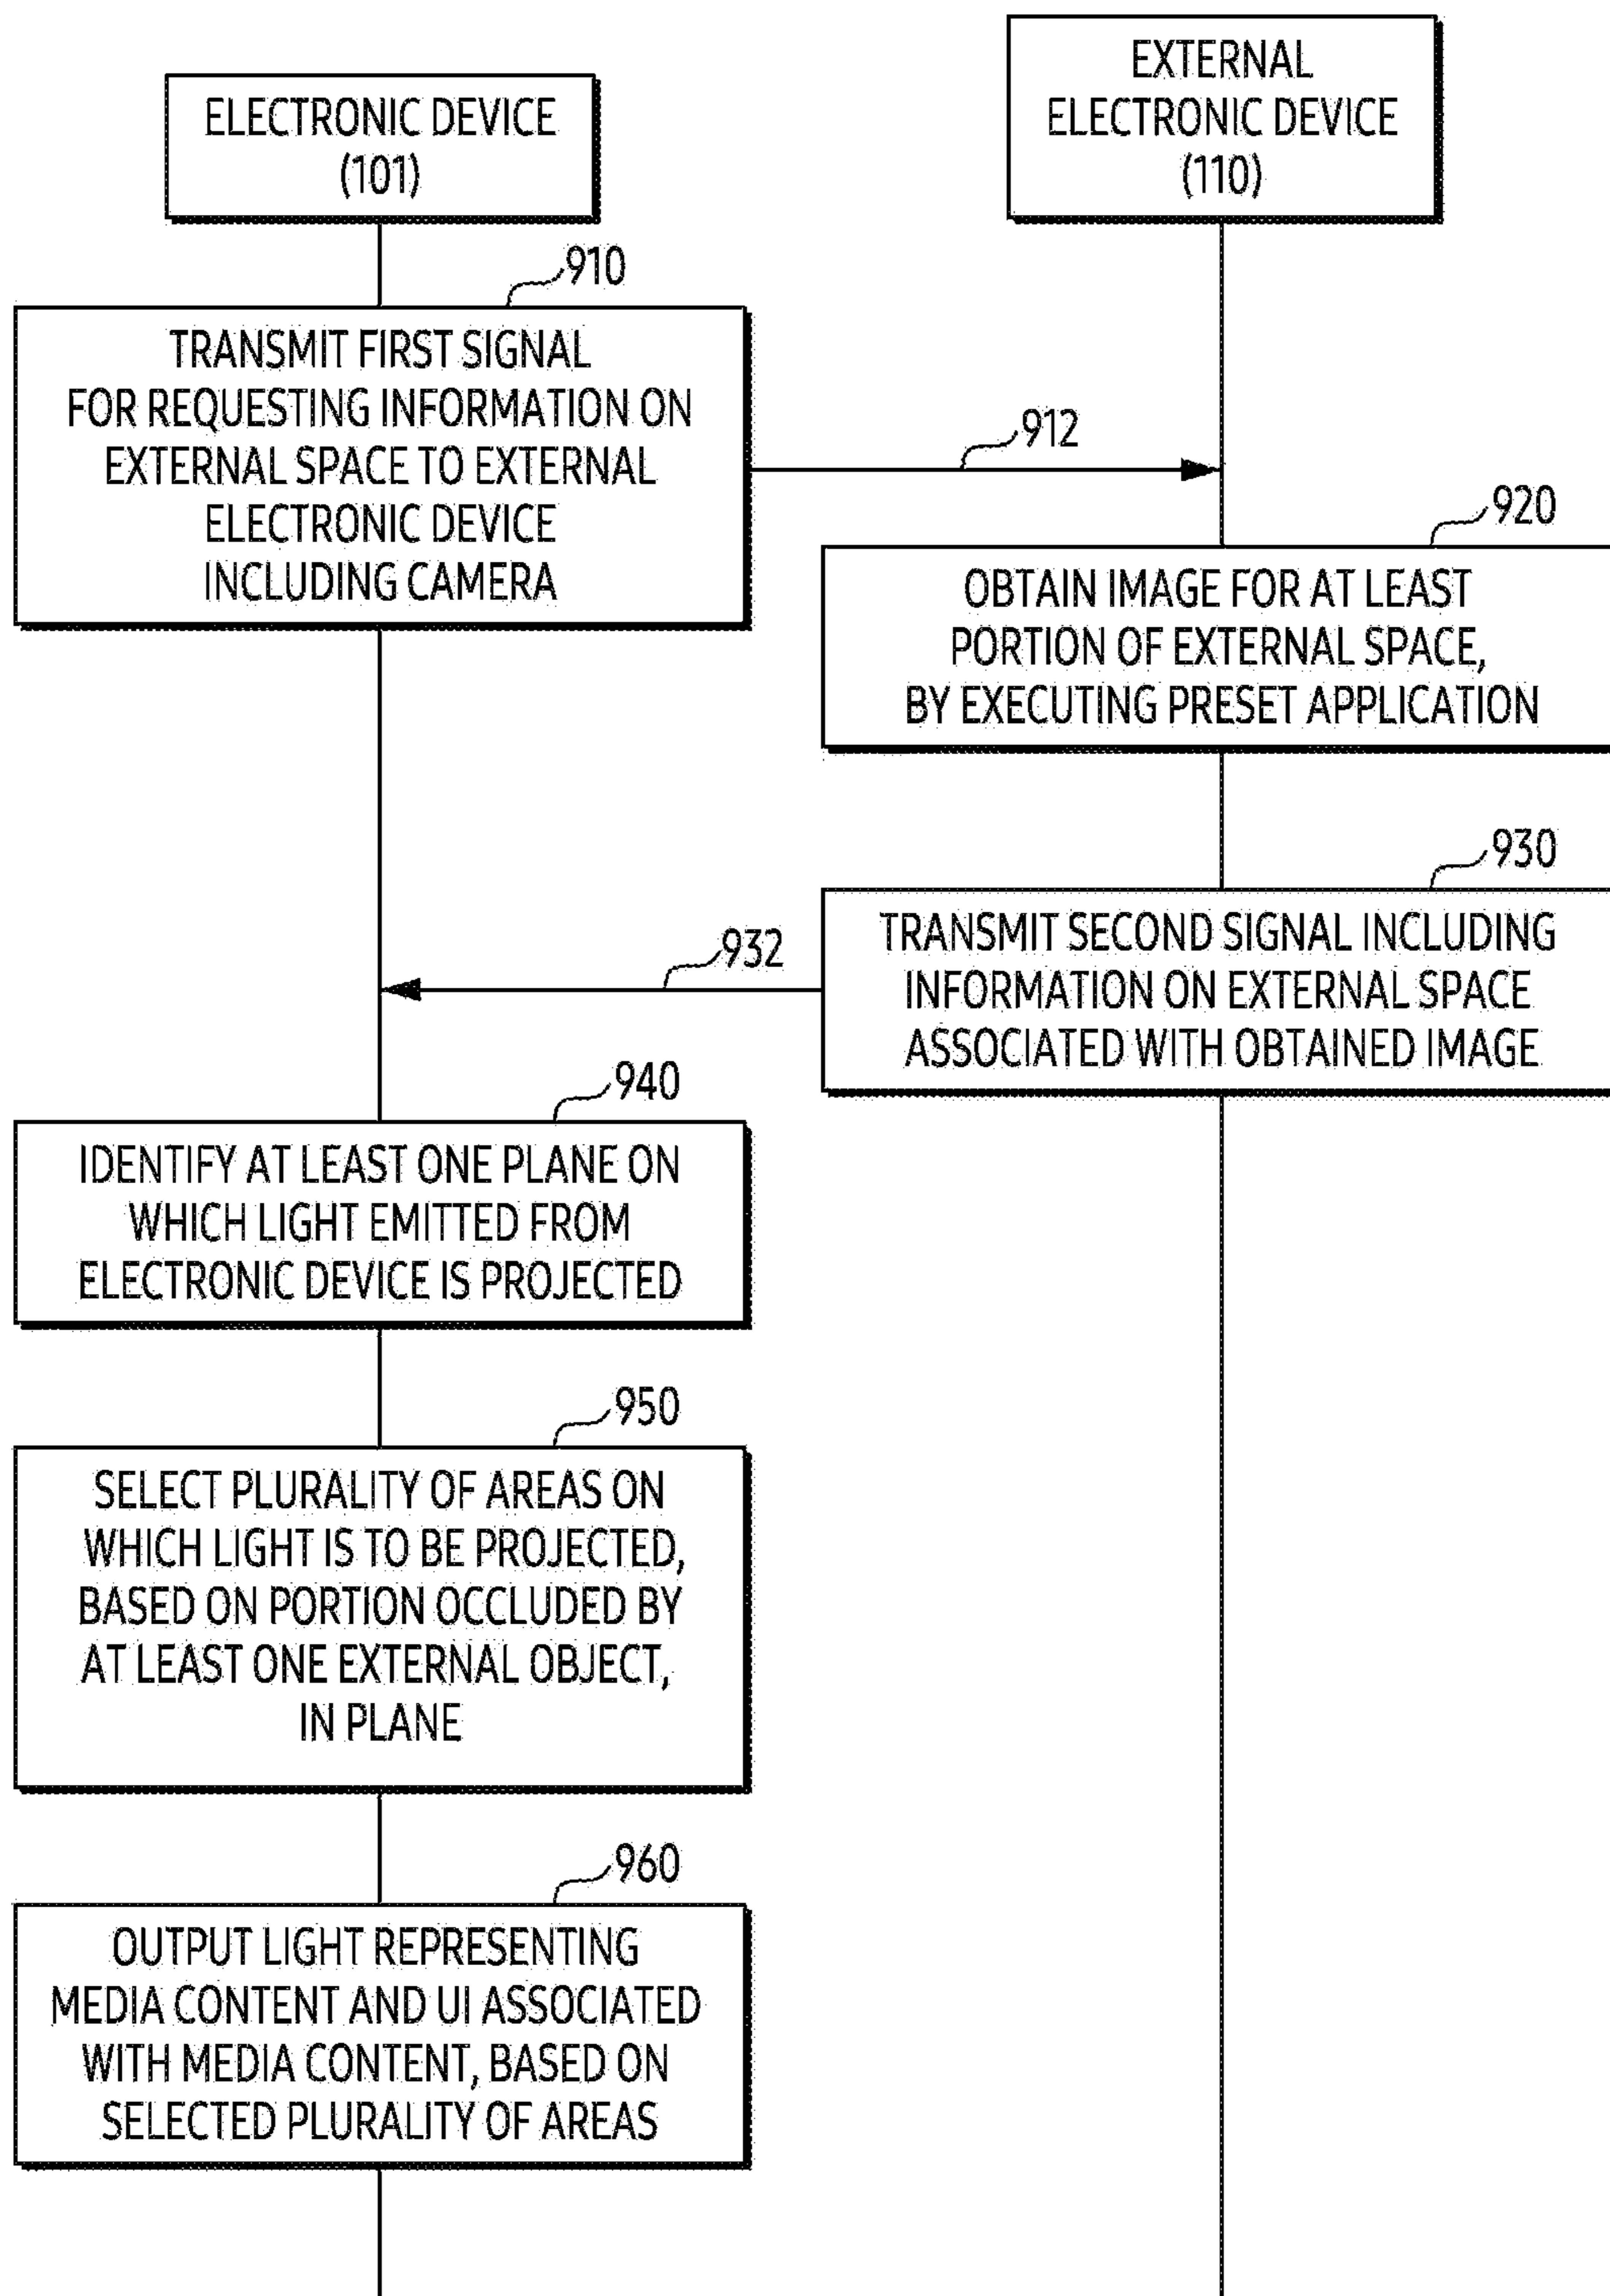 ELECTRONIC DEVICE
(101)
EXTERNAL
ELECTRONIC DEVICE
(110)
910
TRANSMIT FIRST SIGNAL
FOR REQUESTING INFORMATION ON
EXTERNAL SPACE TO EXTERNAL
ELECTRONIC DEVICE
INCLUDING CAMERA
912
920
OBTAIN IMAGE FOR AT LEAST
PORTION OF EXTERNAL SPACE,
BY EXECUTING PRESET APPLICATION
930
TRANSMIT SECOND SIGNAL INCLUDING
INFORMATION ON EXTERNAL SPACE
ASSOCIATED WITH OBTAINED IMAGE
932
940
IDENTIFY AT LEAST ONE PLANE ON
WHICH LIGHT EMITTED FROM
ELECTRONIC DEVICE IS PROJECTED
950
SELECT PLURALITY OF AREAS ON
WHICH LIGHT IS TO BE PROJECTED,
BASED ON PORTION OCCLUDED BY
AT LEAST ONE EXTERNAL OBJECT,
IN PLANE
960
OUTPUT LIGHT REPRESENTING
MEDIA CONTENT AND UI ASSOCIATED
WITH MEDIA CONTENT, BASED ON
SELECTED PLURALITY OF AREAS